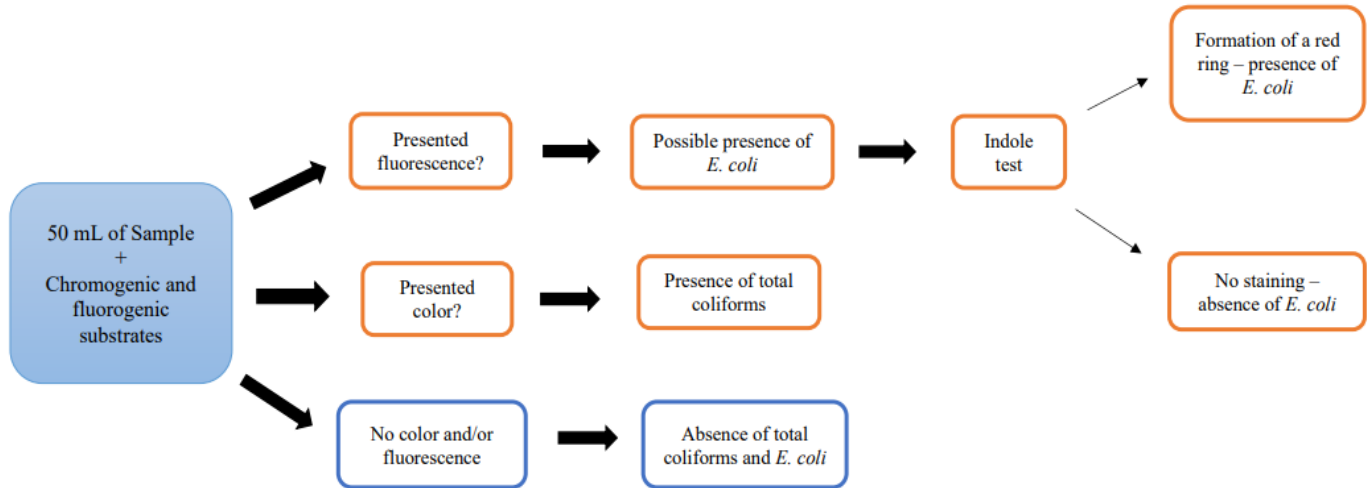 50 mL of Sample
+
Chromogenic and
fluorogenic
substrates
Presented
fluorescence?
Possible presence of
E. coli
Indole
test
Formation of a red
ring – presence of
E. coli
No staining –
absence of E. coli
Presented
color?
Presence of total
coliforms
No color and/or
fluorescence
Absence of total
coliforms and E. coli